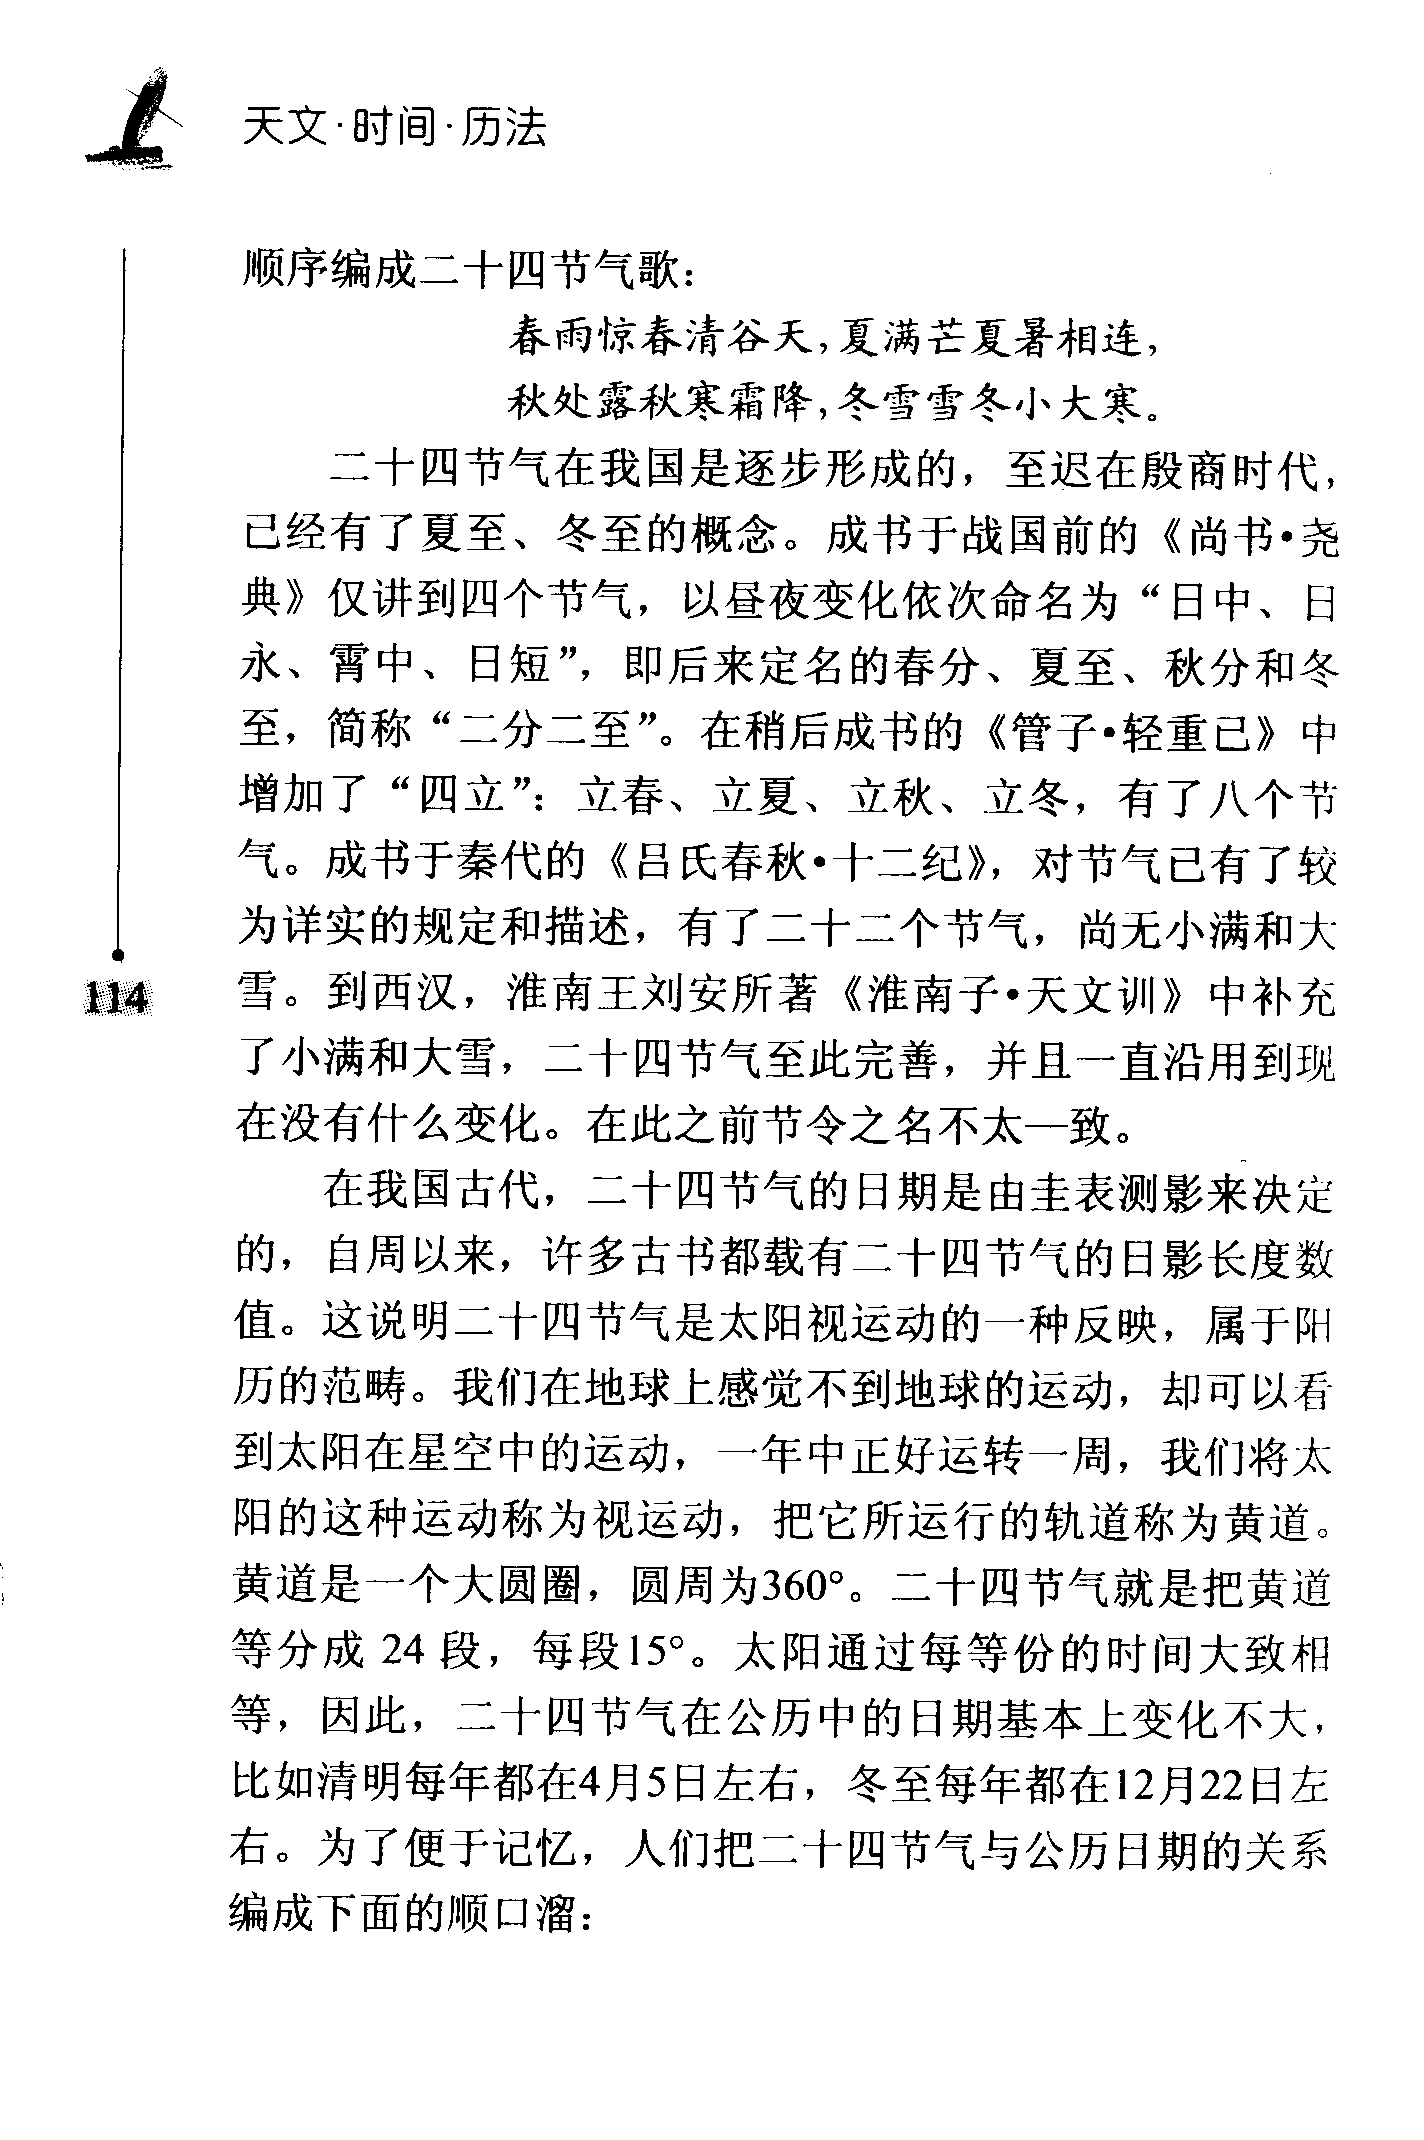 天文·时间·历法
顺序编成二十四节气歌：
春雨惊春清谷天，夏满芒夏暑相连，
秋处露秋寒霜降，冬雪雪冬小大寒。
二十四节气在我国是逐步形成的，至迟在殷商时代，
已经有了夏至、冬至的概念。成书于战国前的《尚书•尧
典》仅讲到四个节气，以昼夜变化依次命名为“日中、日
永、霄中、日短”，即后来定名的春分、夏至、秋分和冬
至，简称“二分二至”。在稍后成书的《管子•轻重已》中
增加了“四立”：立春、立夏、立秋、立冬，有了八个节
气。成书于秦代的《吕氏春秋•十二纪》，对节气已有了较
为详实的规定和描述，有了二十二个节气，尚无小满和大
雪。到西汉，淮南王刘安所著《淮南子•天文训》中补充
了小满和大雪，二十四节气至此完善，并且一直沿用到现
在没有什么变化。在此之前节令之名不太一致。
在我国古代，二十四节气的日期是由圭表测影来决定
的，自周以来，许多古书都载有二十四节气的日影长度数
值。这说明二十四节气是太阳视运动的一种反映，属于阳
历的范畴。我们在地球上感觉不到地球的运动，却可以看
到太阳在星空中的运动，一年中正好运转一周，我们将太
阳的这种运动称为视运动，把它所运行的轨道称为黄道。
黄道是一个大圆圈，圆周为360°。二十四节气就是把黄道
等分成 24 段，每段15°。太阳通过每等份的时间大致相
等，因此，二十四节气在公历中的日期基本上变化不大，
比如清明每年都在4月5日左右，冬至每年都在12月22日左
右。为了便于记忆，人们把二十四节气与公历日期的关系
编成下面的顺口溜：
114